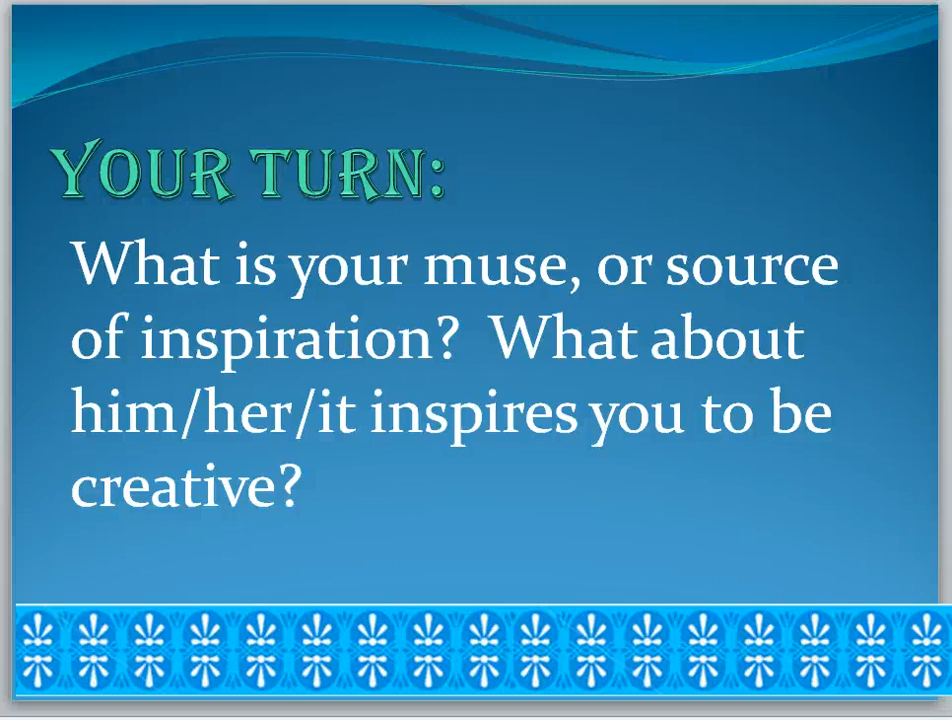 YOUR TURN:
What is your muse, or source
of inspiration? What about
him/her/it inspires you to be
creative?